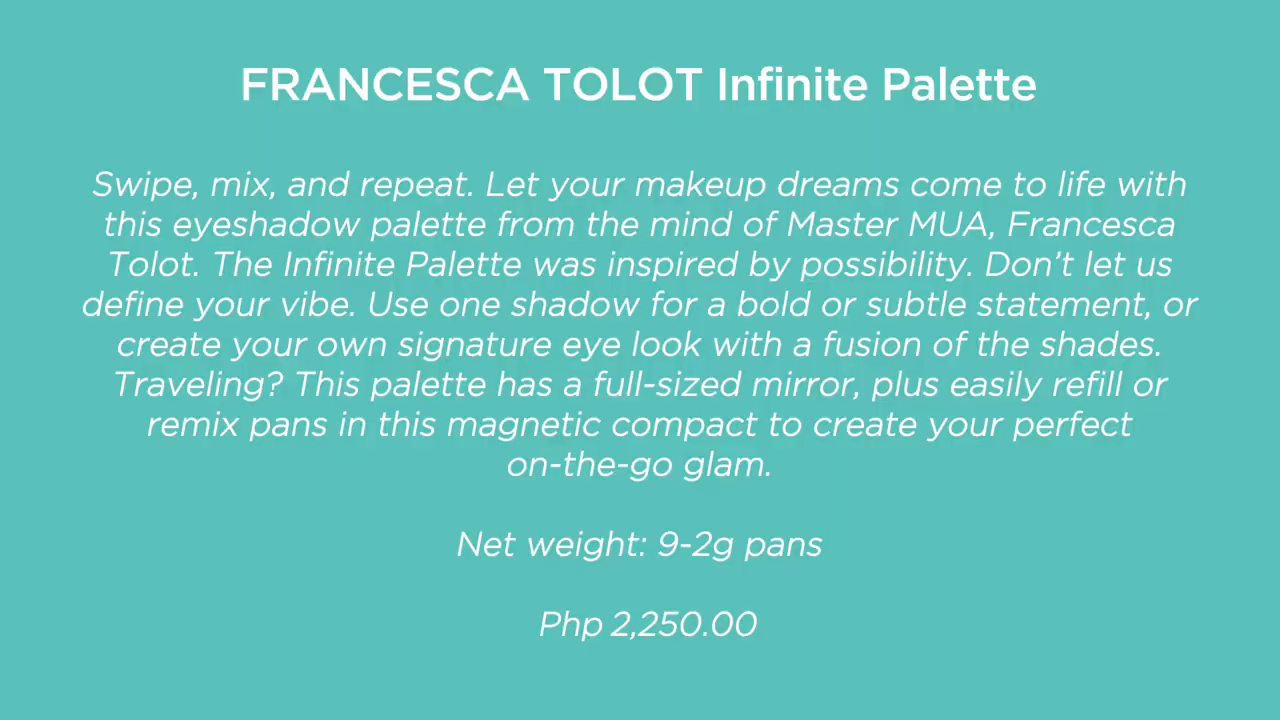 FRANCESCA TOLOT Infinite Palette
Swipe, mix, and repeat. Let your makeup dreams come to life with
this eyeshadow palette from the mind of Master MUA, Francesca
Tolot. The Infinite Palette was inspired by possibility. Don’t let us
define your vibe. Use one shadow for a bold or subtle statement, or
create your own signature eye look with a fusion of the shades.
Traveling? This palette has a full-sized mirror, plus easily refill or
remix pans in this magnetic compact to create your perfect
on-the-go glam.
Net weight: 9-2g pans
Php 2,250.00